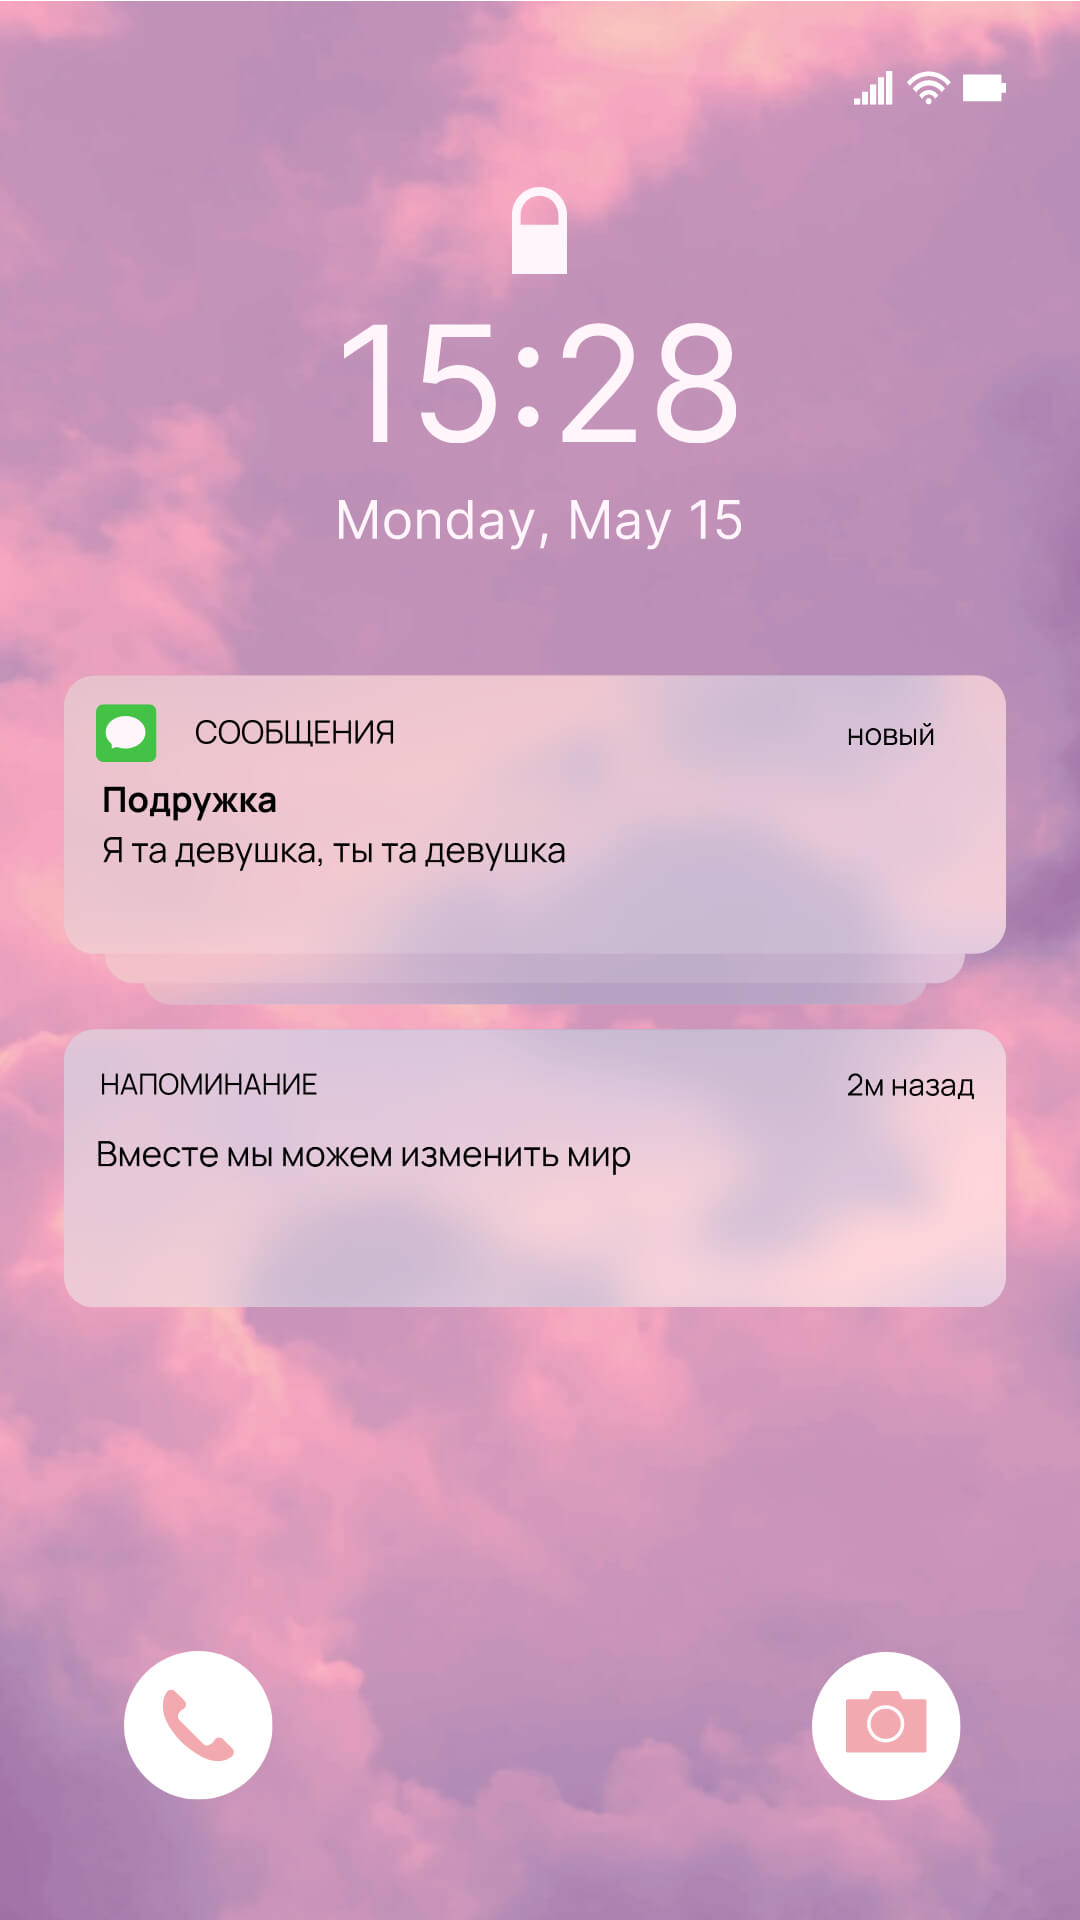 15:28
Monday, May 15
СООБЩЕНИЯ
новый
Подружка
Я та девушка, ты та девушка
НАПОМИНАНИЕ
2м назад
Вместе мы можем изменить мир